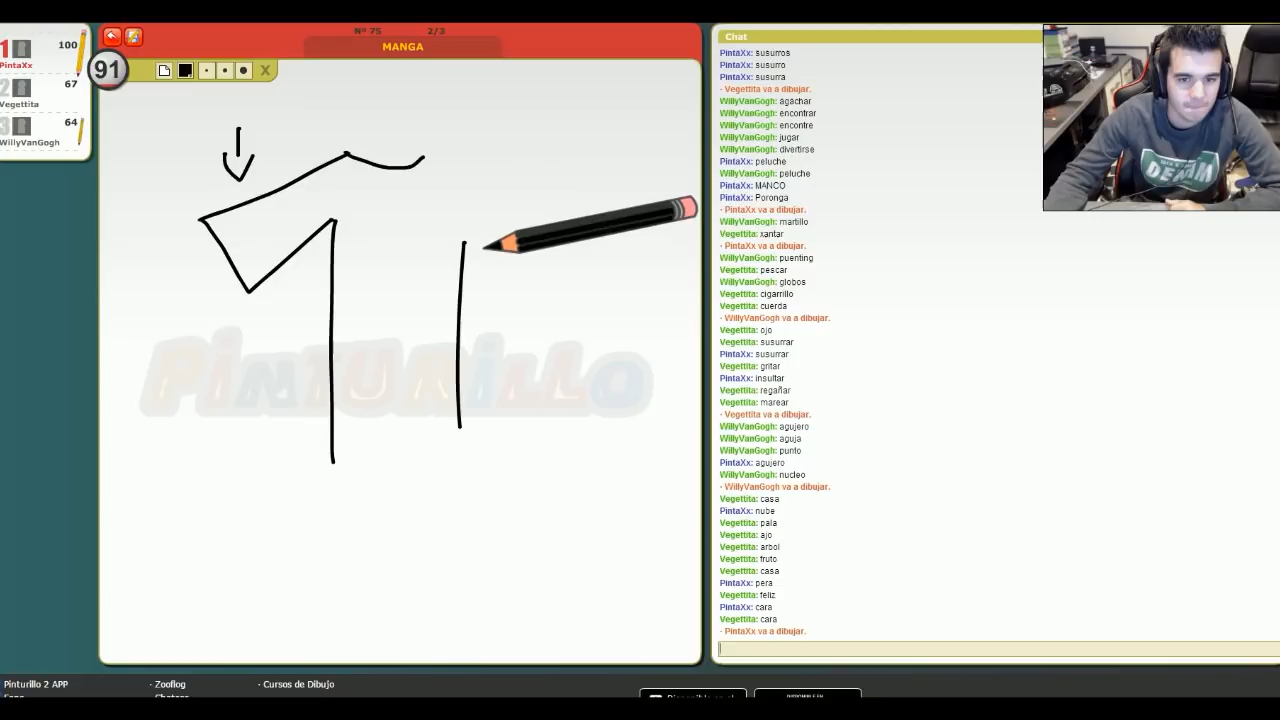 Nº 75
2/3
MANGA
1
100
PintaXx
2
67
Vegettita
3
64
WillyVanGogh
91
X
PINTURILLO
Chat
PintaXx: susurros
PintaXx: susurro
PintaXx: susurra
· Vegettita va a dibujar.
WillyVanGogh: agachar
WillyVanGogh: encontrar
WillyVanGogh: encontre
WillyVanGogh: jugar
WillyVanGogh: divertirse
PintaXx: peluche
WillyVanGogh: peluche
PintaXx: MANCO
PintaXx: Poronga
· PintaXx va a dibujar.
WillyVanGogh: martillo
Vegettita: xantar
· PintaXx va a dibujar.
WillyVanGogh: puenting
Vegettita: pescar
WillyVanGogh: globos
Vegettita: cigarrillo
Vegettita: cuerda
· WillyVanGogh va a dibujar.
Vegettita: ojo
Vegettita: susurrar
PintaXx: susurrar
Vegettita: gritar
PintaXx: insultar
Vegettita: regañar
Vegettita: marear
· Vegettita va a dibujar.
WillyVanGogh: agujero
WillyVanGogh: aguja
WillyVanGogh: punto
PintaXx: agujero
WillyVanGogh: nucleo
· WillyVanGogh va a dibujar.
Vegettita: casa
PintaXx: nube
Vegettita: pala
Vegettita: ajo
Vegettita: arbol
Vegettita: fruto
Vegettita: casa
PintaXx: pera
Vegettita: feliz
PintaXx: cara
Vegettita: cara
· PintaXx va a dibujar.
Pinturillo 2 APP
· Zooflog
· Cursos de Dibujo